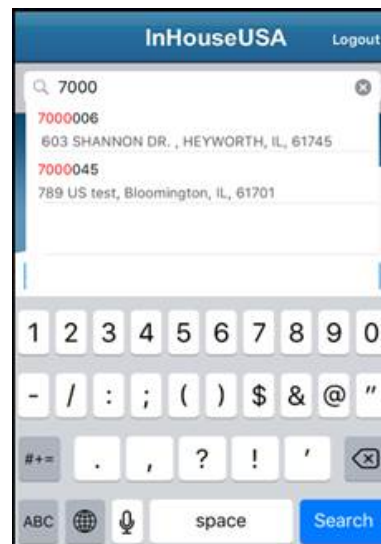 InHouseUSA Logout
7000
7000006
603 SHANNON DR. , HEYWORTH, IL, 61745
7000045
789 US test, Bloomington, IL, 61701
1 2 3 4 5 6 7 8 9 0
- / : ; ( ) $ & @ "
#+= . , ? ! '
ABC space Search